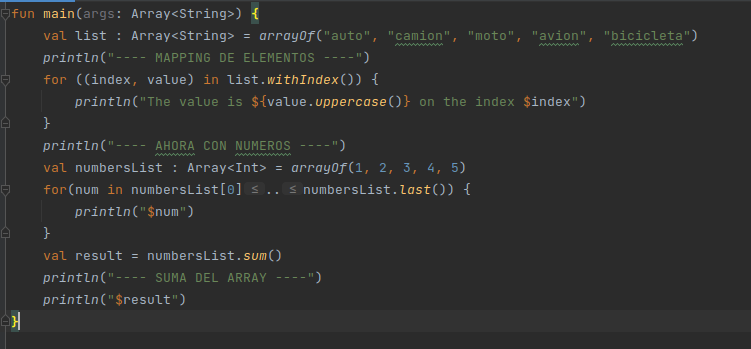 fun main(args: Array<String>) {
    val list : Array<String> = arrayOf("auto", "camion", "moto", "avion", "bicicleta")
    println("---- MAPPING DE ELEMENTOS ----")
    for ((index, value) in list.withIndex()) {
        println("The value is ${value.uppercase()} on the index $index")
    }
    println("---- AHORA CON NUMEROS ----")
    val numbersList : Array<Int> = arrayOf(1, 2, 3, 4, 5)
    for(num in numbersList[0] ≤ .. ≤ numbersList.last()) {
        println("$num")
    }
    val result = numbersList.sum()
    println("---- SUMA DEL ARRAY ----")
    println("$result")
}